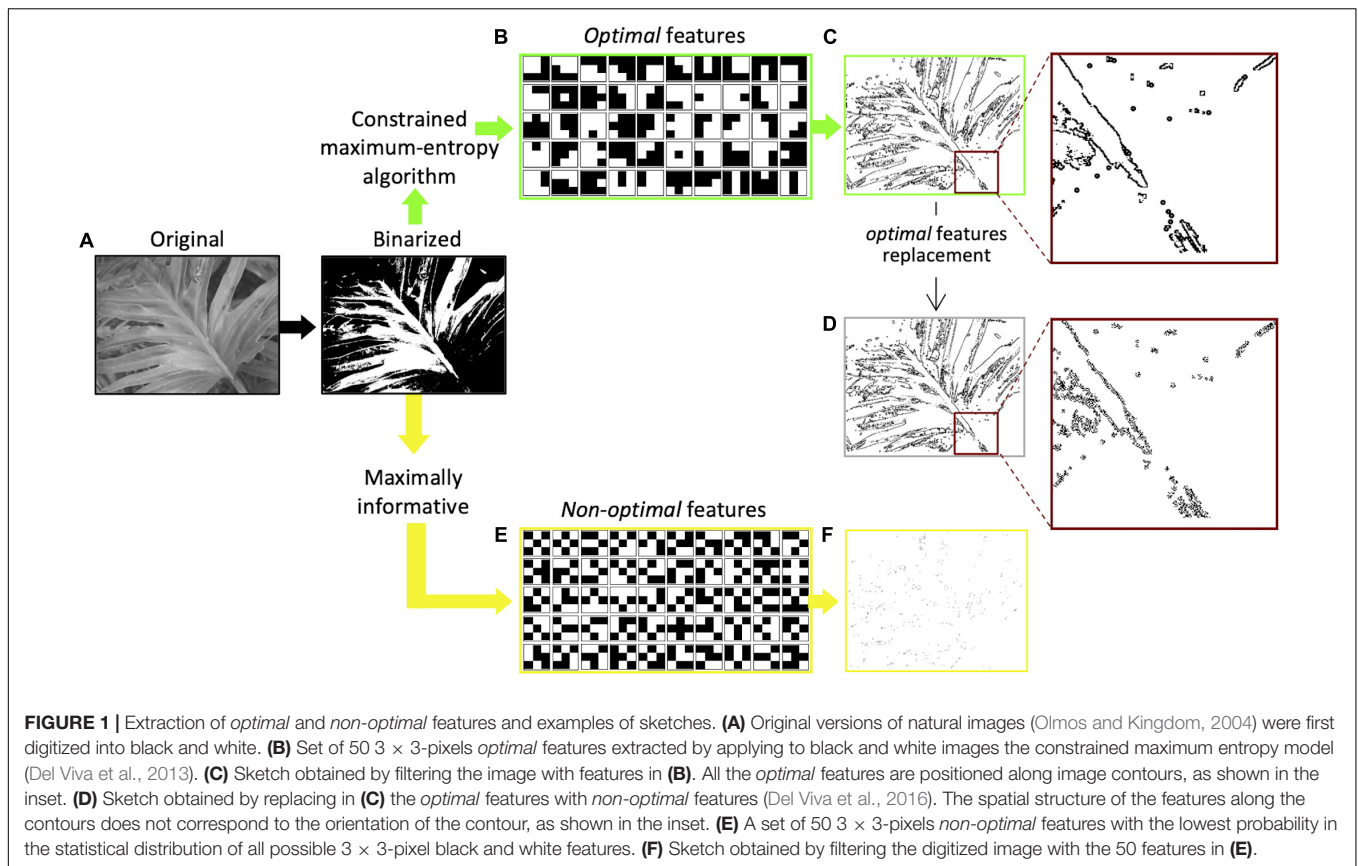 B
Optimal features
C
Constrained
maximum-entropy
algorithm
A
Original
Binarized
optimal features
replacement
D
Maximally
informative
Non-optimal features
E
F
FIGURE 1 | Extraction of optimal and non-optimal features and examples of sketches. (A) Original versions of natural images (Olmos and Kingdom, 2004) were first
digitized into black and white. (B) Set of 50 3 × 3-pixels optimal features extracted by applying to black and white images the constrained maximum entropy model
(Del Viva et al., 2013). (C) Sketch obtained by filtering the image with features in (B). All the optimal features are positioned along image contours, as shown in the
inset. (D) Sketch obtained by replacing in (C) the optimal features with non-optimal features (Del Viva et al., 2016). The spatial structure of the features along the
contours does not correspond to the orientation of the contour, as shown in the inset. (E) A set of 50 3 × 3-pixels non-optimal features with the lowest probability in
the statistical distribution of all possible 3 × 3-pixel black and white features. (F) Sketch obtained by filtering the digitized image with the 50 features in (E).